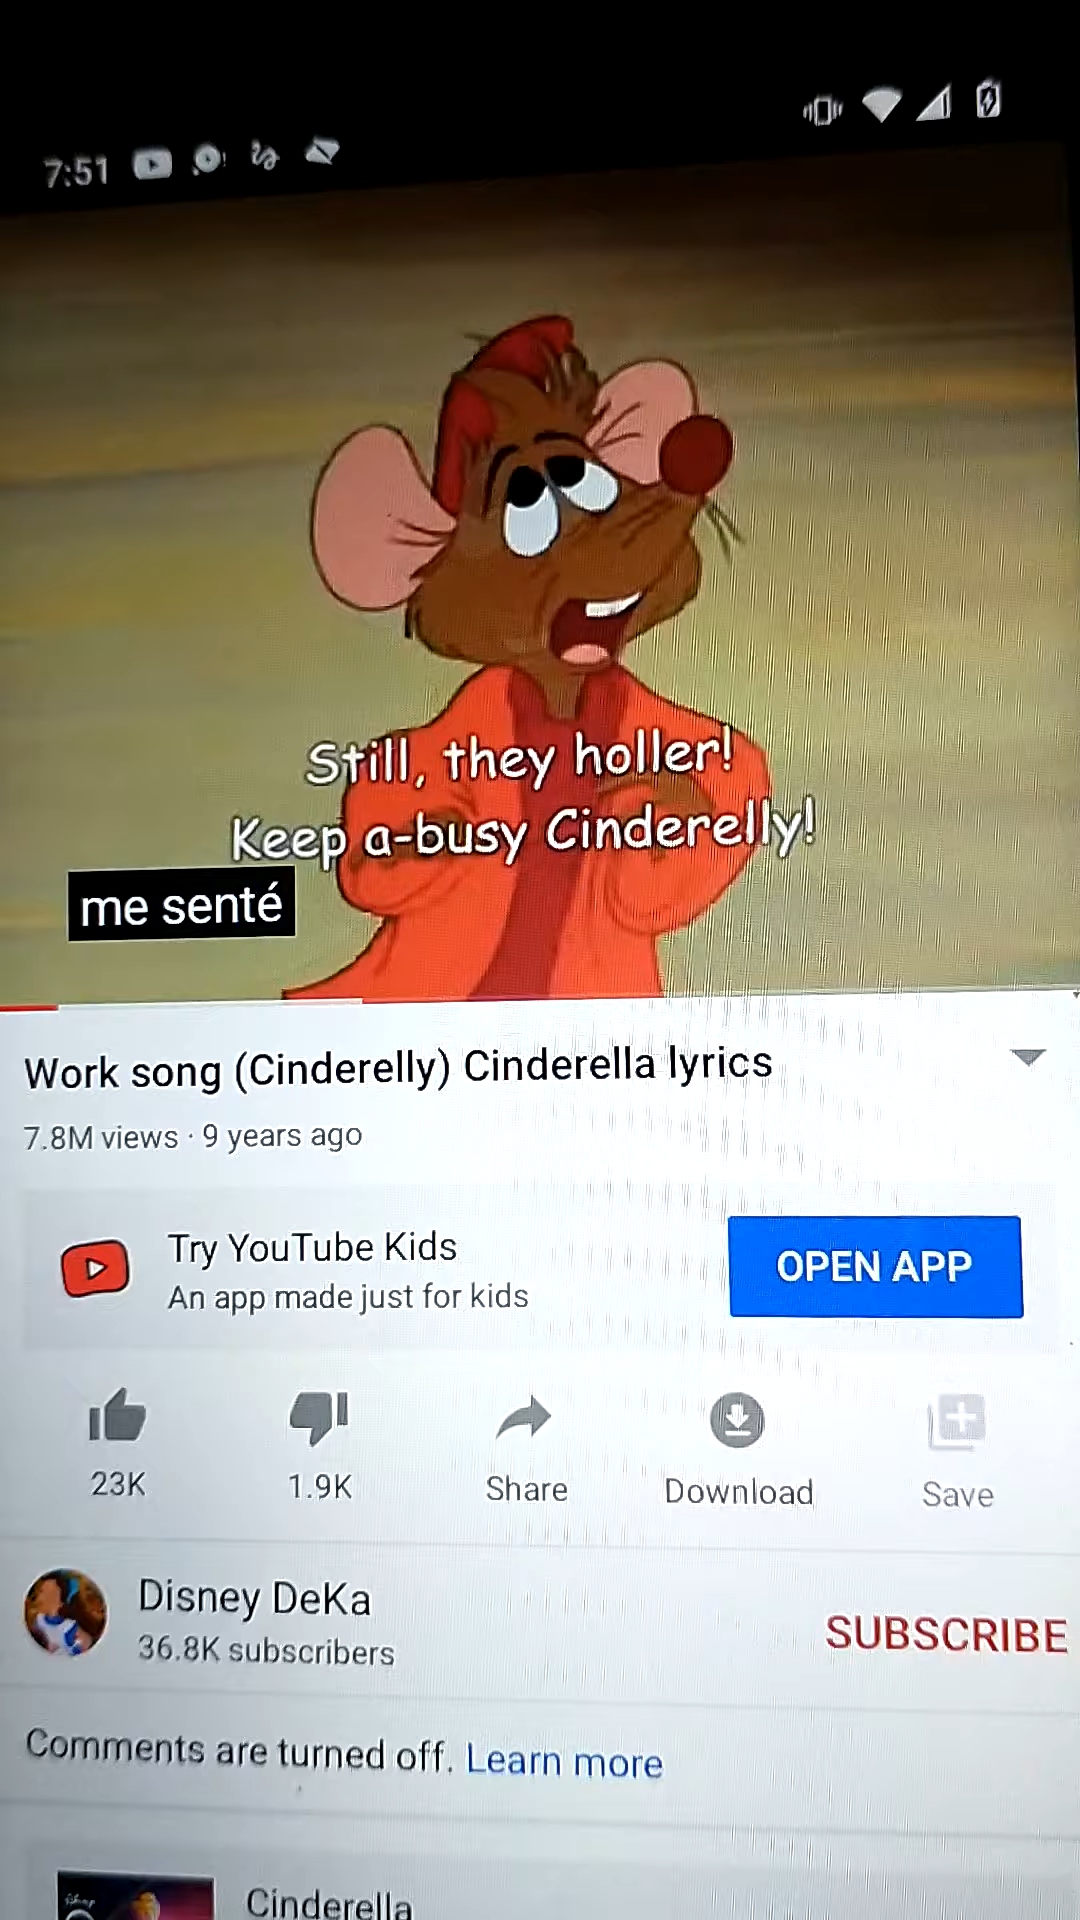 7:51
Still, they holler!
Keep a-busy Cinderelly!
me senté
Work song (Cinderelly) Cinderella lyrics
7.8M views · 9 years ago
Try YouTube Kids
An app made just for kids
OPEN APP
23K
1.9K
Share
Download
Save
Disney DeKa
36.8K subscribers
SUBSCRIBE
Comments are turned off. Learn more
Disney
Cinderella